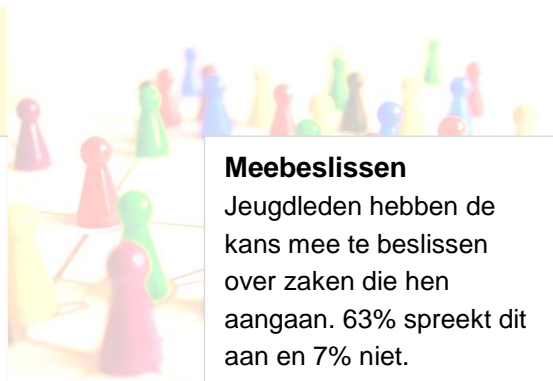 Meebeslissen
Jeugdleden hebben de
kans mee te beslissen
over zaken die hen
aangaan. 63% spreekt dit
aan en 7% niet.